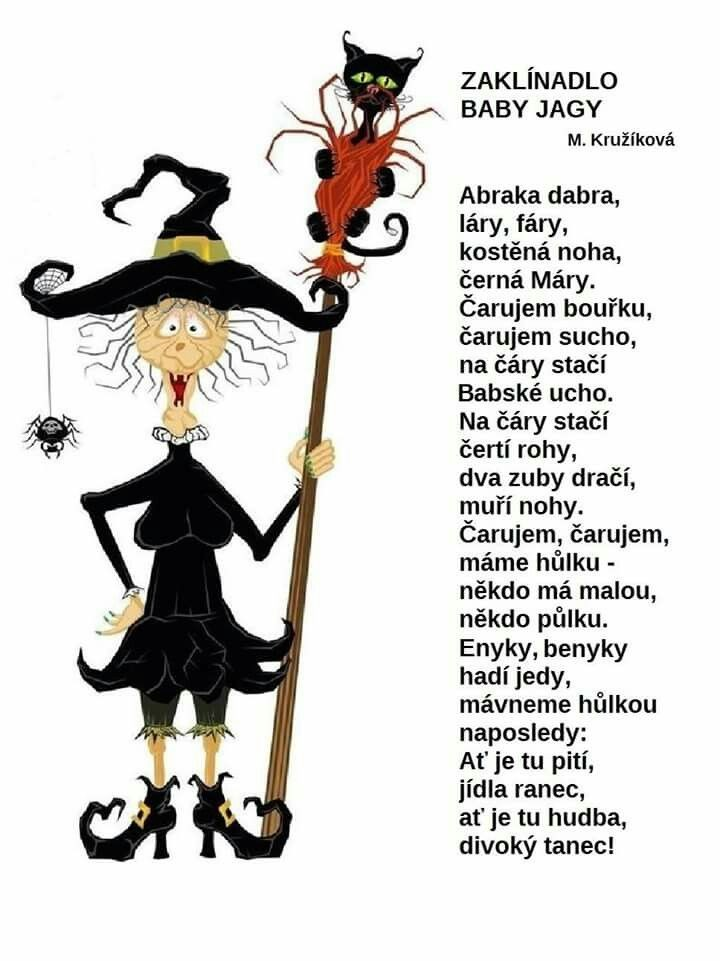 ZAKLÍNADLO
BABY JAGY
M. Kružíková
Abraka dabra,
láry, fáry,
kostěná noha,
černá Máry.
Čarujem bouřku,
čarujem sucho,
na čáry stačí
Babské ucho.
Na čáry stačí
čertí rohy,
dva zuby dračí,
muří nohy.
Čarujem, čarujem,
máme hůlku -
někdo má malou,
někdo půlku.
Enyky, benyky
hadí jedy,
mávneme hůlkou
naposledy:
Ať je tu pití,
jídla ranec,
ať je tu hudba,
divoký tanec!